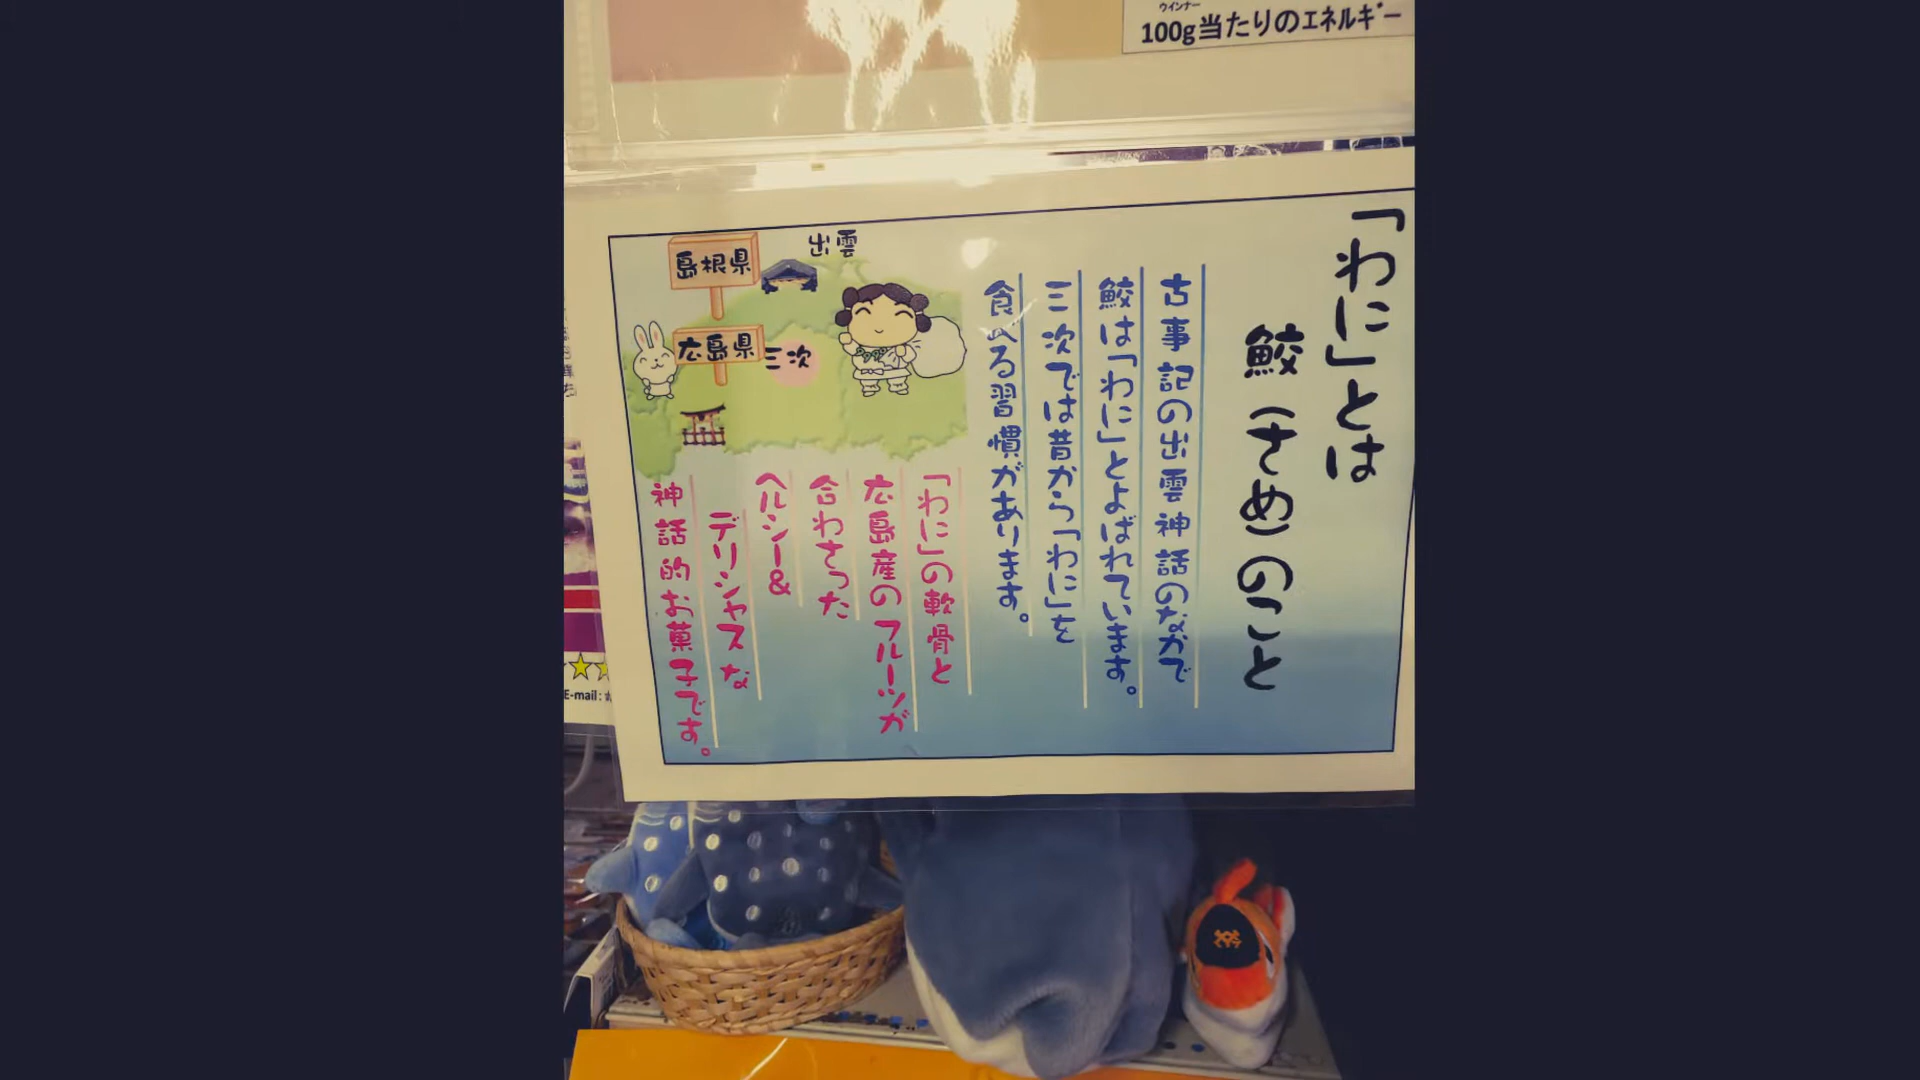 ウインナー
100g当たりのエネルギー
「わに」とは
鮫(さめ)のこと
古事記の出雲神話のなかで
鮫は「わに」とよばれています。
三次では昔から「わに」を
食べる習慣があります。
出雲
島根県
広島県
三次
「わに」の軟骨と
広島産のフルーツが
合わさった
ヘルシー&
デリシャスな
神話的お菓子です。
E-mail: